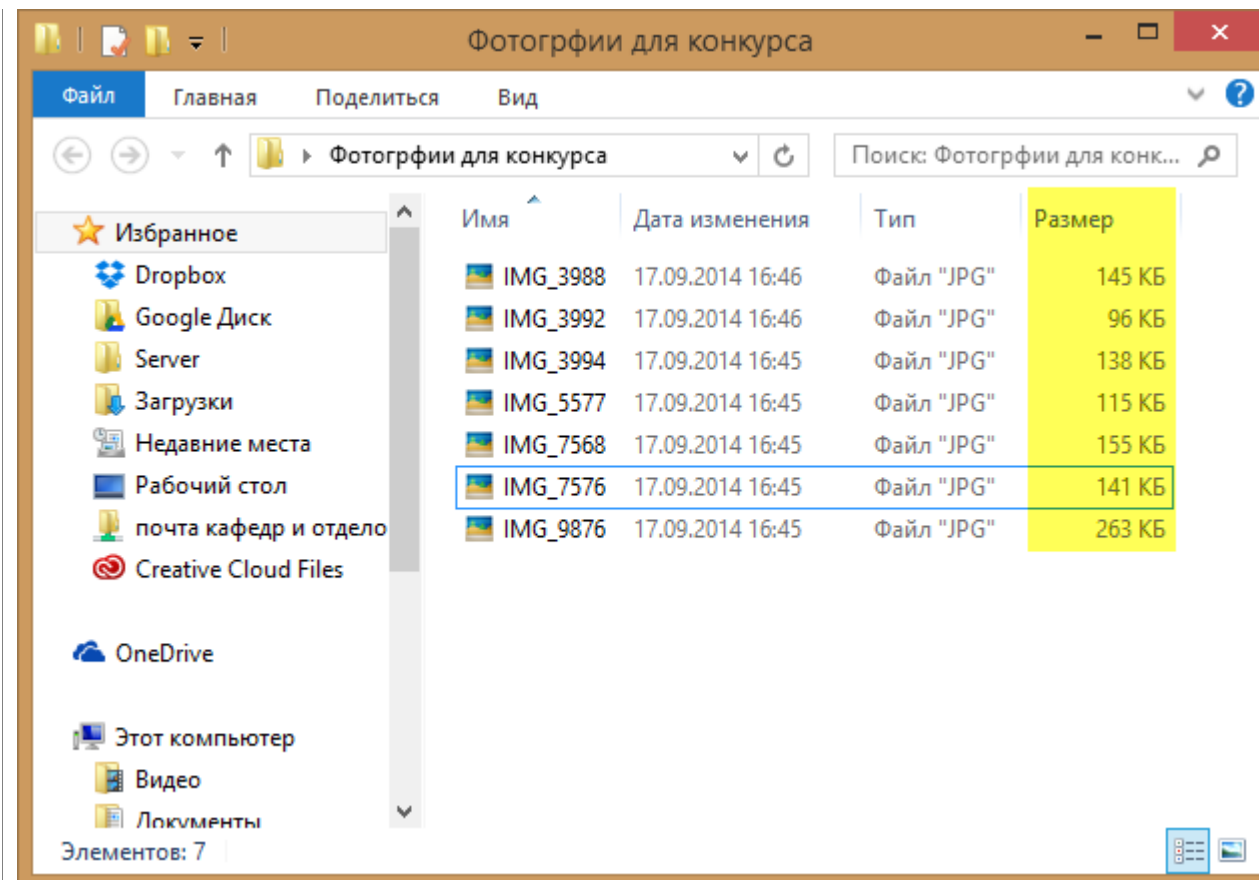 Фотогрфии для конкурса
Файл Главная Поделиться Вид
Фотогрфии для конкурса
Поиск: Фотогрфии для конк...
Избранное
Dropbox
Google Диск
Server
Загрузки
Недавние места
Рабочий стол
почта кафедр и отдело
Creative Cloud Files
OneDrive
Этот компьютер
Видео
Документы
Имя Дата изменения Тип Размер
IMG_3988 17.09.2014 16:46 Файл "JPG" 145 КБ
IMG_3992 17.09.2014 16:46 Файл "JPG" 96 КБ
IMG_3994 17.09.2014 16:45 Файл "JPG" 138 КБ
IMG_5577 17.09.2014 16:45 Файл "JPG" 115 КБ
IMG_7568 17.09.2014 16:45 Файл "JPG" 155 КБ
IMG_7576 17.09.2014 16:45 Файл "JPG" 141 КБ
IMG_9876 17.09.2014 16:45 Файл "JPG" 263 КБ
Элементов: 7